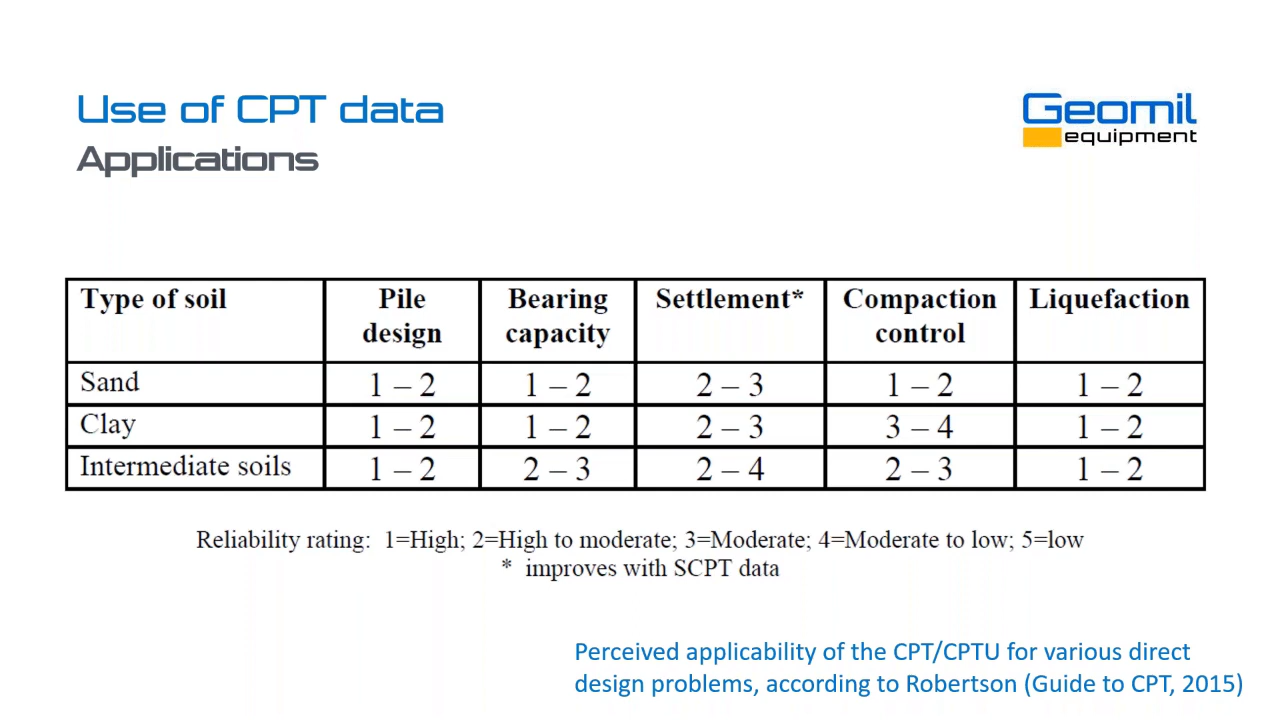 Use of CPT data
Applications
Geomil
equipment
Type of soil Pile design Bearing capacity Settlement* Compaction control Liquefaction
Sand 1 – 2 1 – 2 2 – 3 1 – 2 1 – 2
Clay 1 – 2 1 – 2 2 – 3 3 – 4 1 – 2
Intermediate soils 1 – 2 2 – 3 2 – 4 2 – 3 1 – 2
Reliability rating: 1=High; 2=High to moderate; 3=Moderate; 4=Moderate to low; 5=low
* improves with SCPT data
Perceived applicability of the CPT/CPTU for various direct
design problems, according to Robertson (Guide to CPT, 2015)